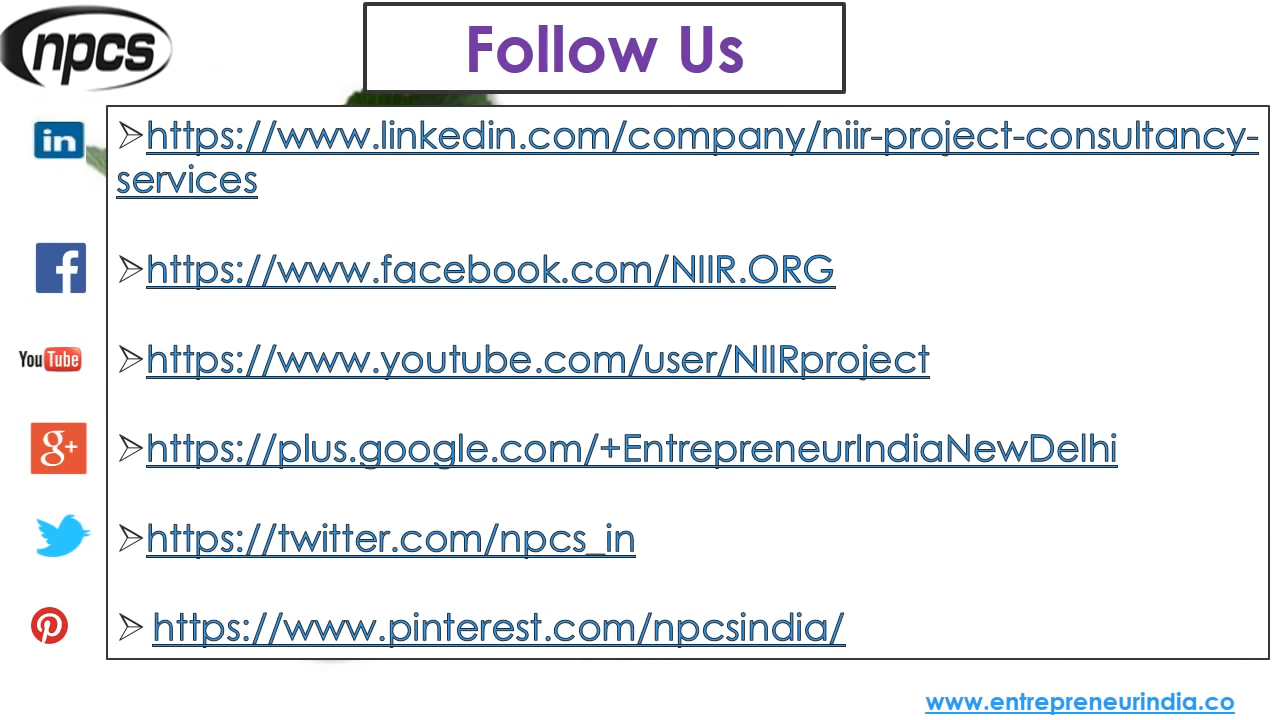 npcs
Follow Us
in
➢https://www.linkedin.com/company/niir-project-consultancy-
services
f
➢https://www.facebook.com/NIIR.ORG
YouTube
➢https://www.youtube.com/user/NIIRproject
g+
➢https://plus.google.com/+EntrepreneurIndiaNewDelhi
➢https://twitter.com/npcs_in
➢ https://www.pinterest.com/npcsindia/
www.entrepreneurindia.co